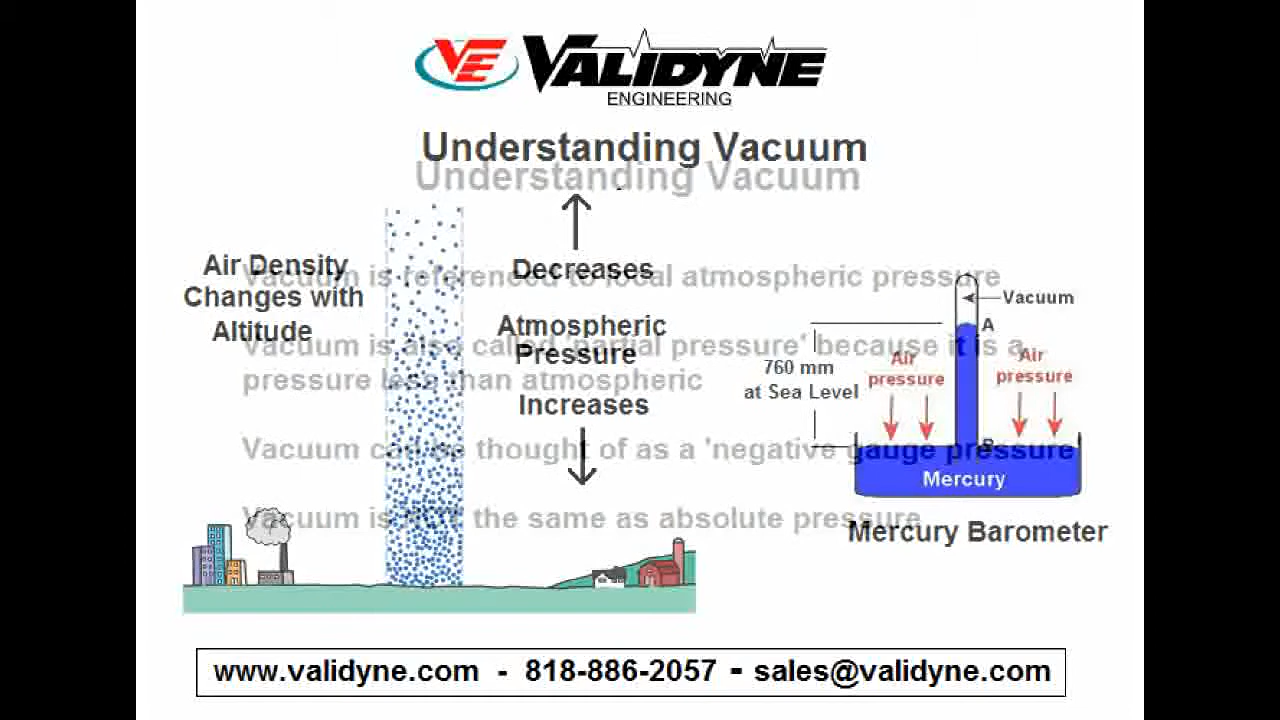 VE VALIDYNE
ENGINEERING
Understanding Vacuum
Understanding Vacuum
Air Density
Changes with
Altitude
Decreases
Atmospheric
Pressure
Increases
Vacuum is referenced to local atmospheric pressure
Vacuum is also called 'partial pressure' because it is a
pressure less than atmospheric
Vacuum can be thought of as a 'negative gauge pressure
Vacuum is the same as absolute pressure
Vacuum
A
760 mm
at Sea Level
Air
pressure
Air
pressure
B
Mercury
Mercury Barometer
www.validyne.com - 818-886-2057 - sales@validyne.com